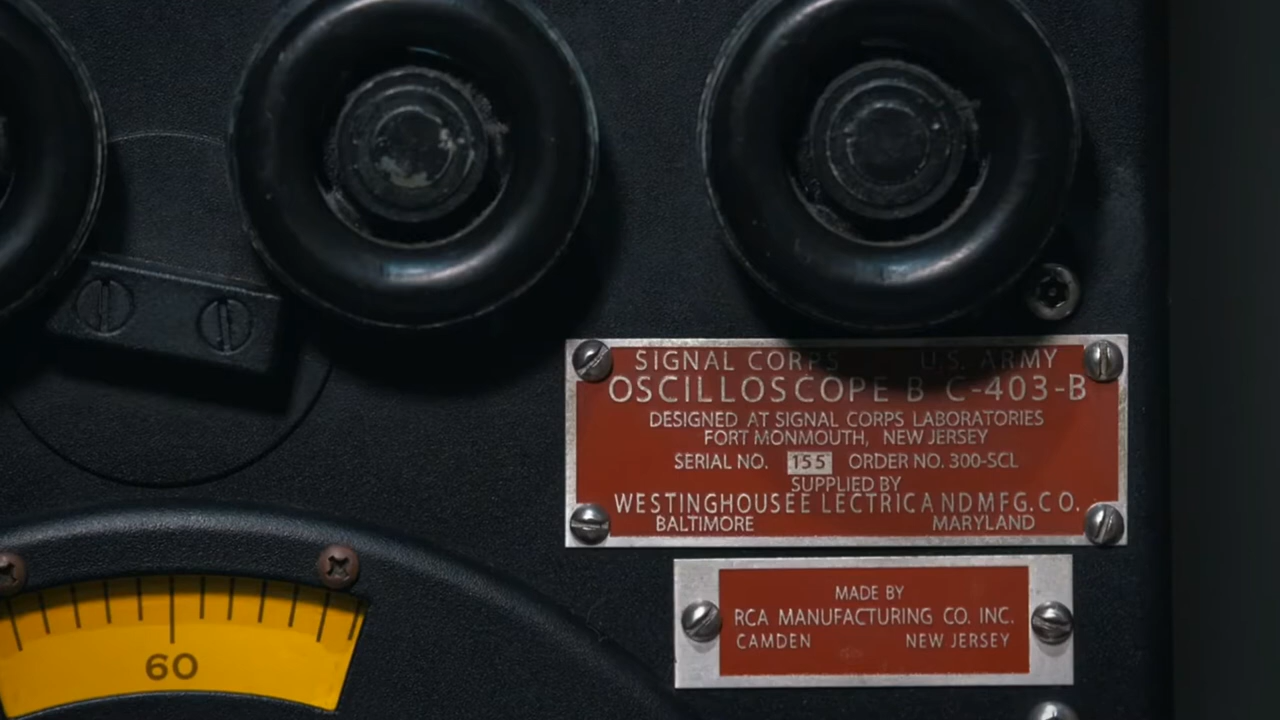 SIGNAL CORPS U.S. ARMY
OSCILLOSCOPE B C-403-B
DESIGNED AT SIGNAL CORPS LABORATORIES
FORT MONMOUTH, NEW JERSEY
SERIAL NO. 155 ORDER NO. 300-SCL
SUPPLIED BY
WESTINGHOUSEE LECTRICANDMFG.CO.
BALTIMORE MARYLAND
MADE BY
RCA MANUFACTURING CO. INC.
CAMDEN NEW JERSEY
60